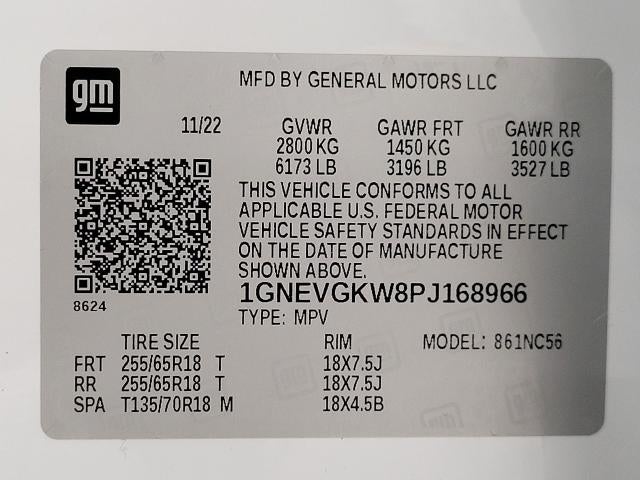 gm
MFD BY GENERAL MOTORS LLC
11/22 GVWR GAWR FRT GAWR RR
2800 KG 1450 KG 1600 KG
6173 LB 3196 LB 3527 LB
THIS VEHICLE CONFORMS TO ALL
APPLICABLE U.S. FEDERAL MOTOR
VEHICLE SAFETY STANDARDS IN EFFECT
ON THE DATE OF MANUFACTURE
SHOWN ABOVE.
1GNEVGKW8PJ168966
8624
TYPE: MPV
TIRE SIZE RIM MODEL: 861NC56
FRT 255/65R18 T 18X7.5J
RR 255/65R18 T 18X7.5J
SPA T135/70R18 M 18X4.5B